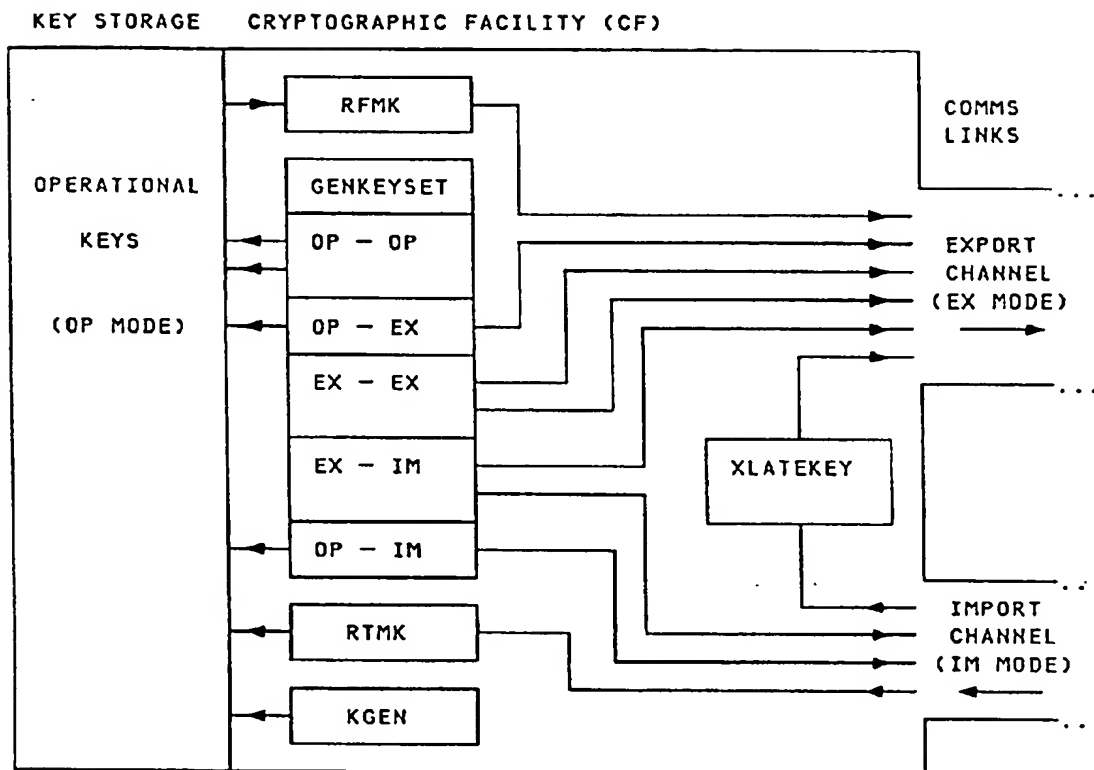 KEY STORAGE CRYPTOGRAPHIC FACILITY (CF)
RFMK
COMMS
LINKS
OPERATIONAL
GENKEYSET
...
KEYS
OP - OP
EXPORT
CHANNEL
(OP MODE)
OP - EX
(EX MODE)
EX - EX
...
EX - IM
XLATEKEY
OP - IM
..
IMPORT
RTMK
CHANNEL
(IM MODE)
KGEN
..